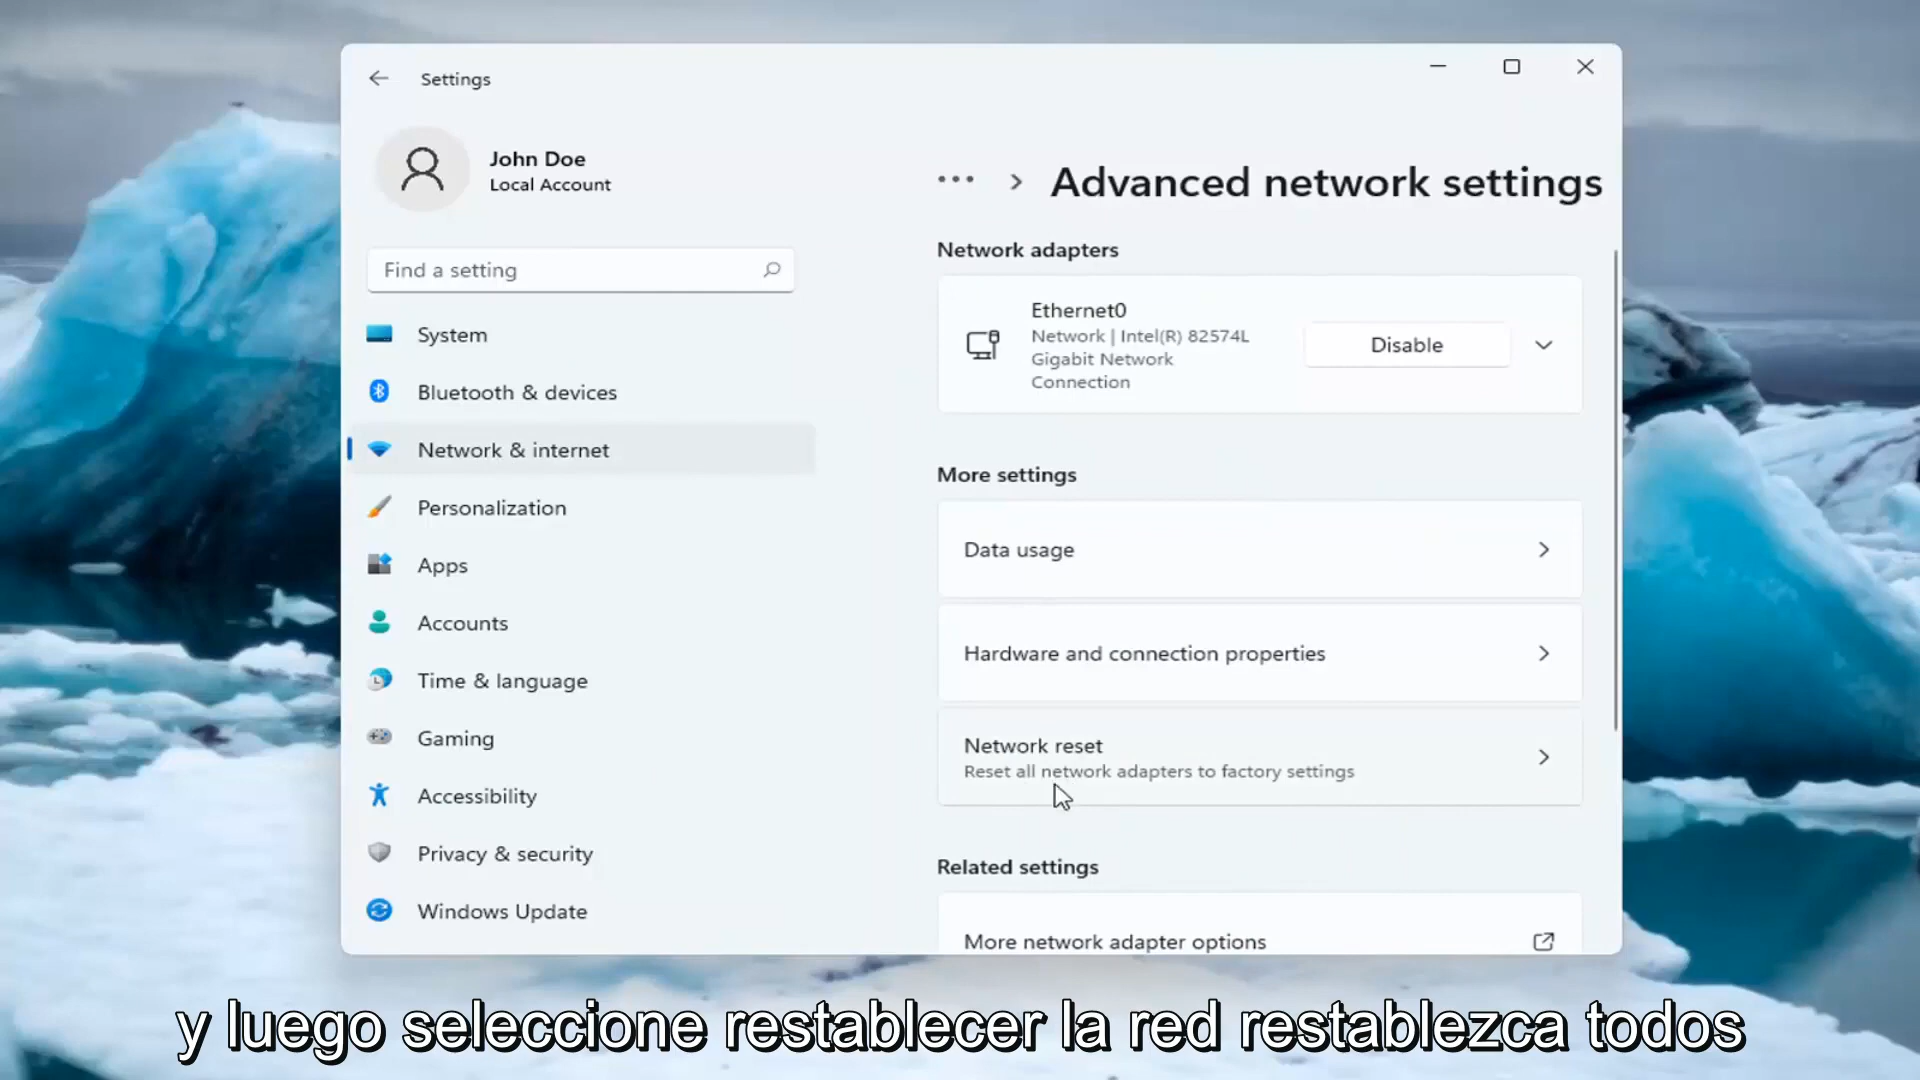 Settings
John Doe
Local Account
Find a setting
System
Bluetooth & devices
Network & internet
Personalization
Apps
Accounts
Time & language
Gaming
Accessibility
Privacy & security
Windows Update
... > Advanced network settings
Network adapters
Ethernet0
Network | Intel(R) 82574L
Gigabit Network
Connection
Disable
More settings
Data usage
Hardware and connection properties
Network reset
Reset all network adapters to factory settings
Related settings
More network adapter options
y luego seleccione restablecer la red restablezca todos